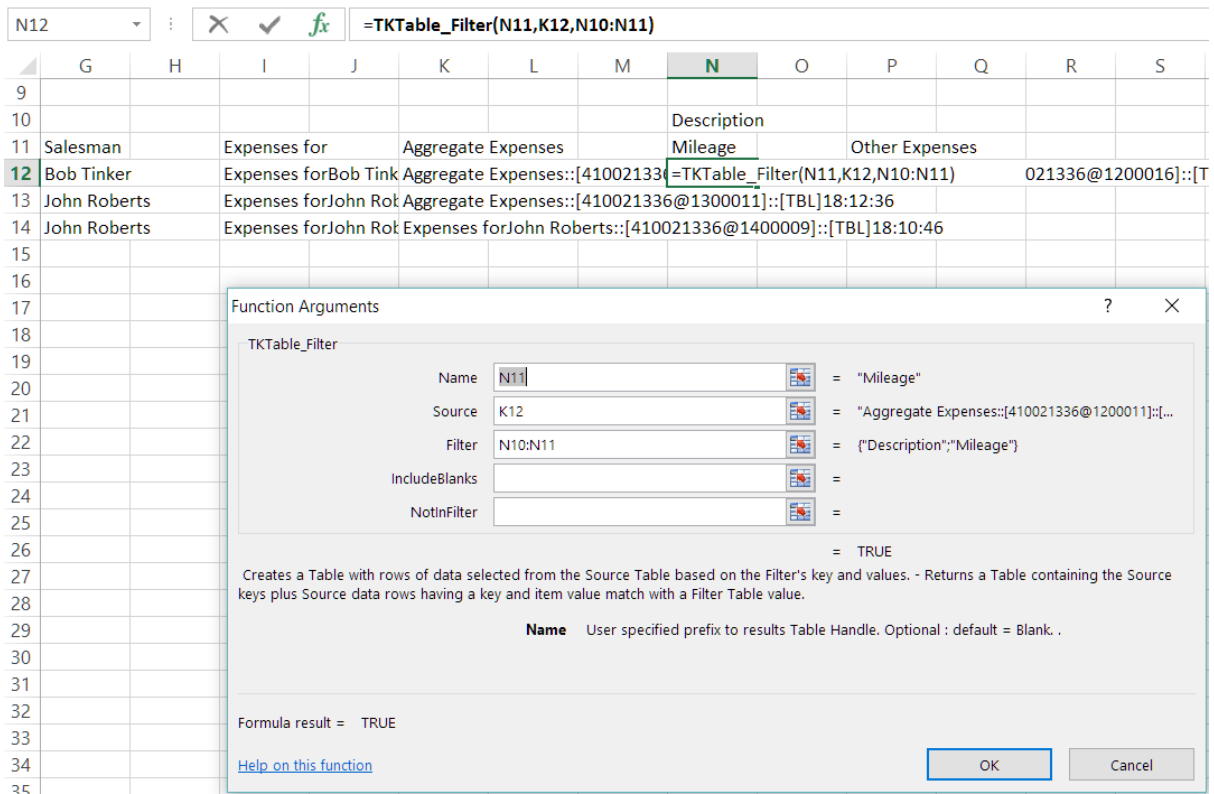 N12 fx =TKTable_Filter(N11,K12,N10:N11)
G H I J K L M N O P Q R S
9
10 Description
11 Salesman Expenses for Aggregate Expenses Mileage Other Expenses
12 Bob Tinker Expenses forBob Tink Aggregate Expenses::[41002133 =TKTable_Filter(N11,K12,N10:N11) 021336@1200016]::[T
13 John Roberts Expenses forJohn Rob Aggregate Expenses::[410021336@1300011]::[TBL]18:12:36
14 John Roberts Expenses forJohn Rob Expenses forJohn Roberts::[410021336@1400009]::[TBL]18:10:46
15
16
17 Function Arguments ? X
18 TKTable_Filter
19 Name N11 = "Mileage"
20
21 Source K12 = "Aggregate Expenses::[410021336@1200011]::[...
22 Filter N10:N11 = {"Description";"Mileage"}
23
24 IncludeBlanks =
25 NotInFilter =
26 = TRUE
27 Creates a Table with rows of data selected from the Source Table based on the Filter's key and values. - Returns a Table containing the Source
28 keys plus Source data rows having a key and item value match with a Filter Table value.
29 Name User specified prefix to results Table Handle. Optional : default = Blank. .
30
31
32
33 Formula result = TRUE
34 Help on this function OK Cancel
35